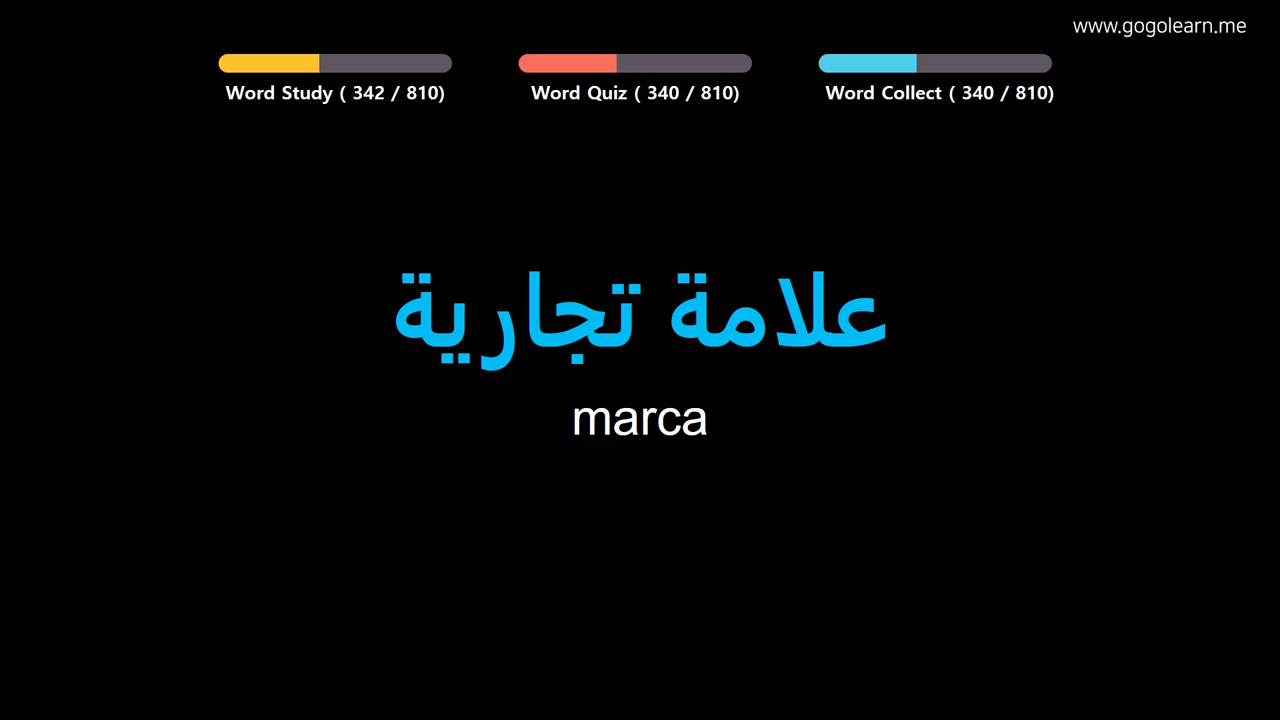 www.gogolearn.me
Word Study ( 342 / 810)
Word Quiz ( 340 / 810)
Word Collect ( 340 / 810)
علامة تجارية
marca